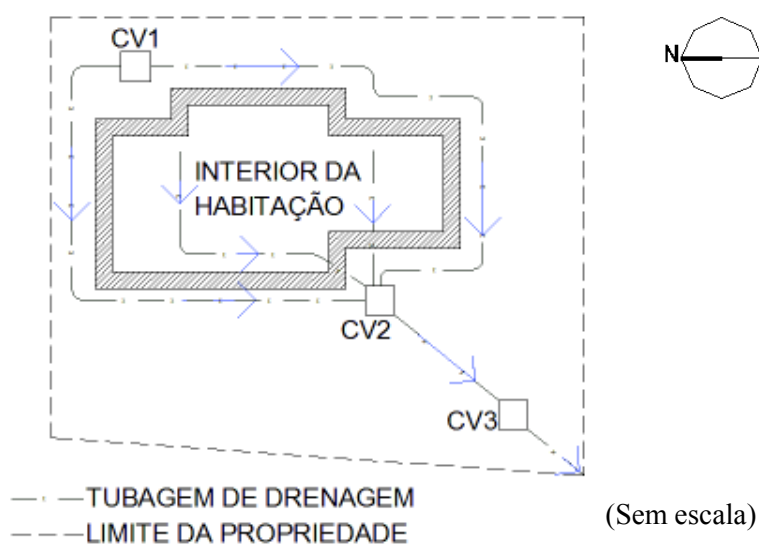 CV1
N
INTERIOR DA
HABITAÇÃO
CV2
CV3
TUBAGEM DE DRENAGEM
LIMITE DA PROPRIEDADE
(Sem escala)